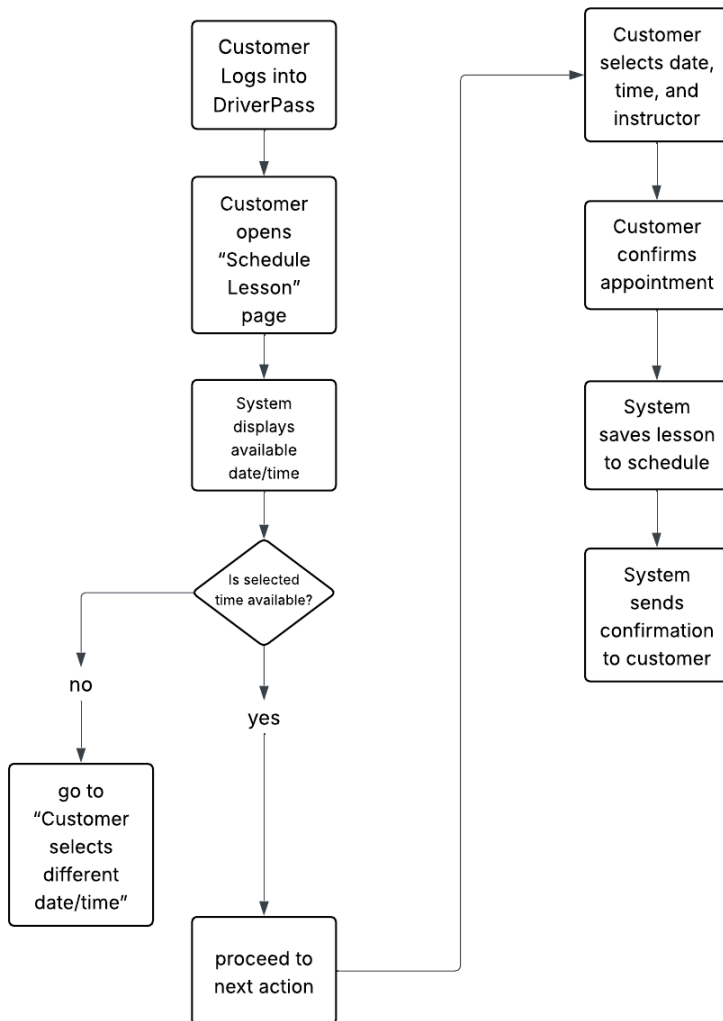 Customer
Logs into
DriverPass
Customer
opens
“Schedule
Lesson”
page
System
displays
available
date/time
Is selected
time available?
no
yes
go to
“Customer
selects
different
date/time”
proceed to
next action
Customer
selects date,
time, and
instructor
Customer
confirms
appointment
System
saves lesson
to schedule
System
sends
confirmation
to customer